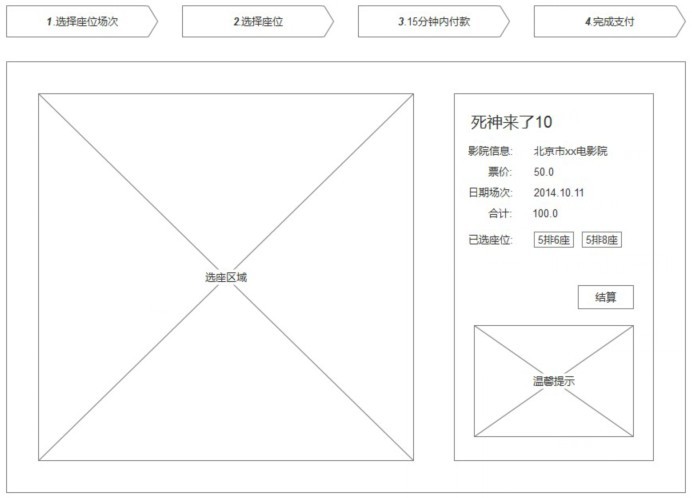 1.选择座位场次
2.选择座位
3.15分钟内付款
4.完成支付
死神来了10
影院信息: 北京市xx电影院
票价: 50.0
日期场次: 2014.10.11
合计: 100.0
已选座位: 5排6座 5排8座
选座区域
结算
温馨提示